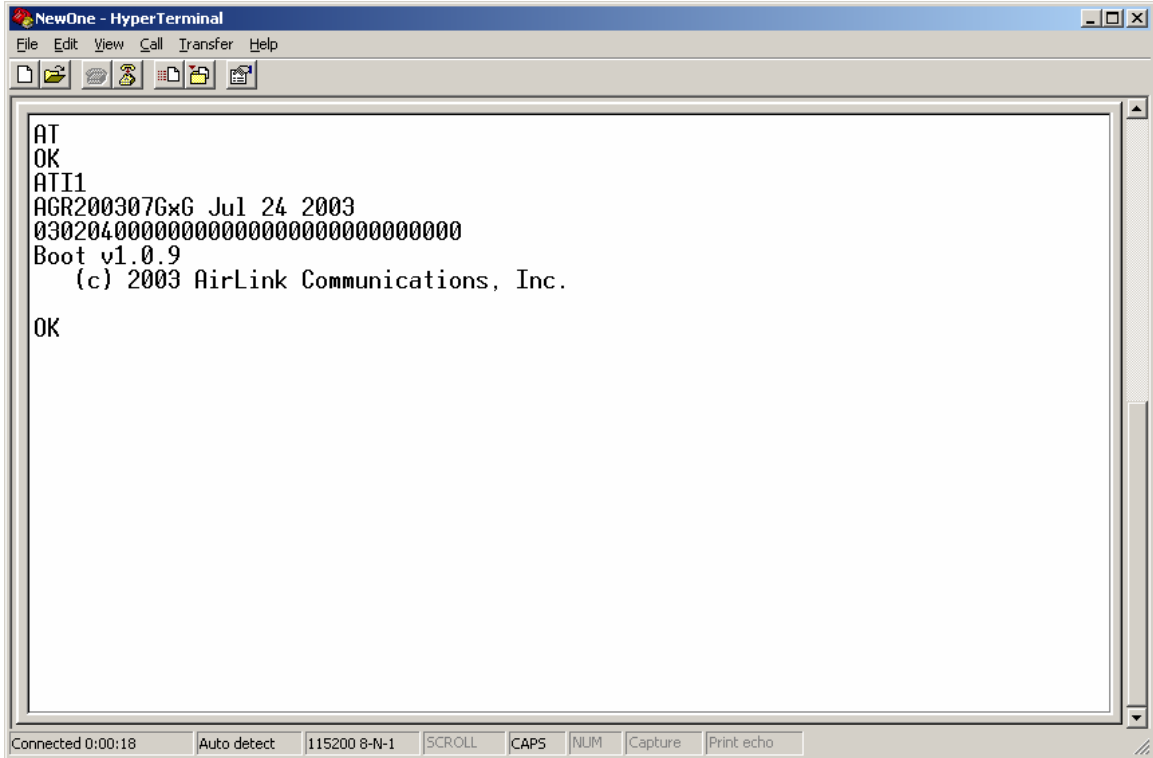 NewOne - HyperTerminal
File Edit View Call Transfer Help
AT
OK
ATI1
AGR200307GxG Jul 24 2003
0302040000000000000000000000000
Boot v1.0.9
(c) 2003 AirLink Communications, Inc.
OK
Connected 0:00:18 Auto detect 115200 8-N-1 SCROLL CAPS NUM Capture Print echo